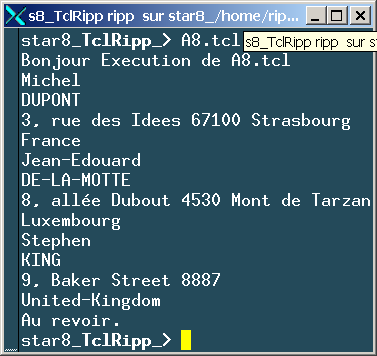 s8_TclRipp ripp sur star8_/home/rip...
star8_TclRipp_> A8.tcl
s8_TclRipp ripp sur st
Bonjour Execution de A8.tcl
Michel
DUPONT
3, rue des Idees 67100 Strasbourg
France
Jean-Edouard
DE-LA-MOTTE
8, allée Dubout 4530 Mont de Tarzan
Luxembourg
Stephen
KING
9, Baker Street 8887
United-Kingdom
Au revoir.
star8_TclRipp_>